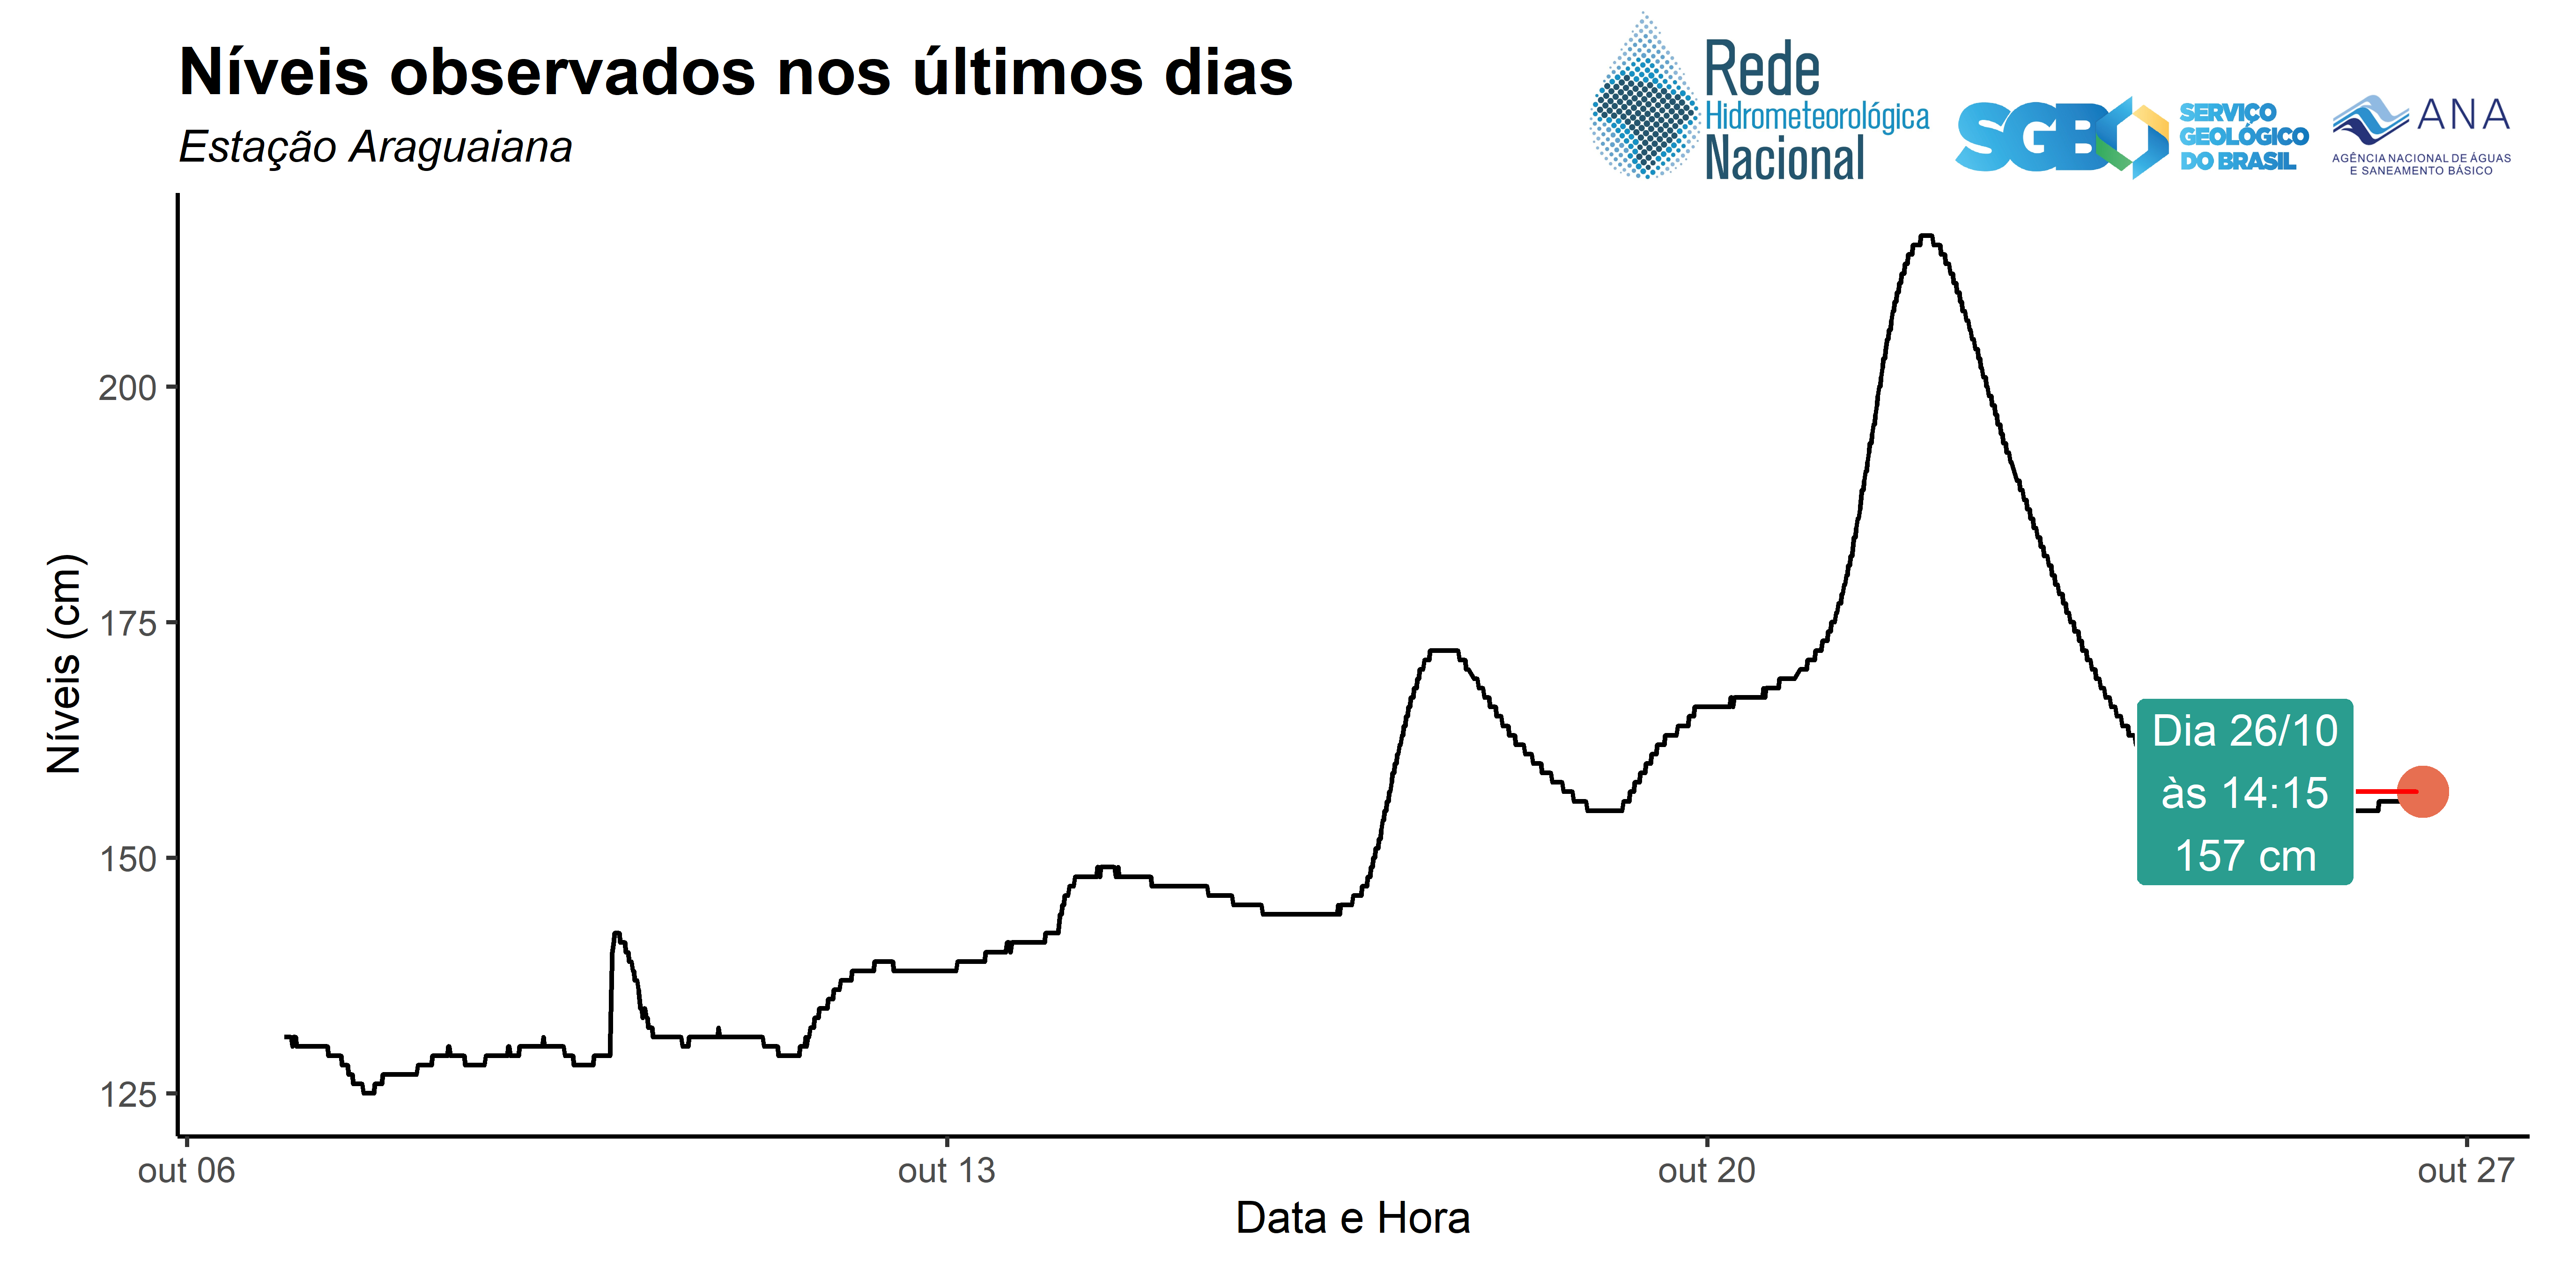 Níveis observados nos últimos dias
Estação Araguaiana
Rede
Hidrometeorológica
Nacional
SGB
SERVIÇO
GEOLÓGICO
DO BRASIL
ANA
AGÊNCIA NACIONAL DE ÁGUAS
E SANEAMENTO BÁSICO
Níveis (cm)
200
175
150
125
Dia 26/10
às 14:15
157 cm
out 06
out 13
out 20
out 27
Data e Hora